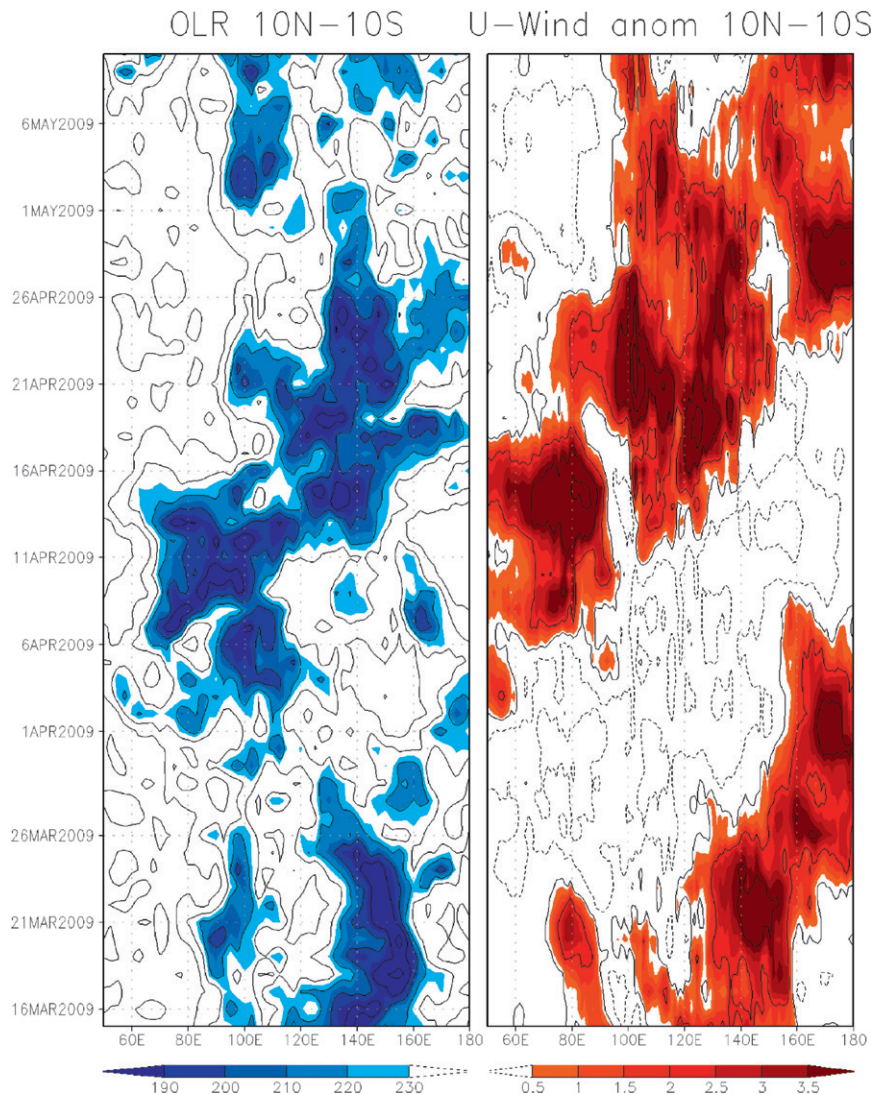 OLR 10N-10S
U-Wind anom 10N-10S
6MAY2009
1MAY2009
26APR2009
21APR2009
16APR2009
11APR2009
6APR2009
1APR2009
26MAR2009
21MAR2009
16MAR2009
60E 80E 100E 120E 140E 160E 180
60E 80E 100E 120E 140E 160E 180
190 200 210 220 230
0.5 1 1.5 2 2.5 3 3.5